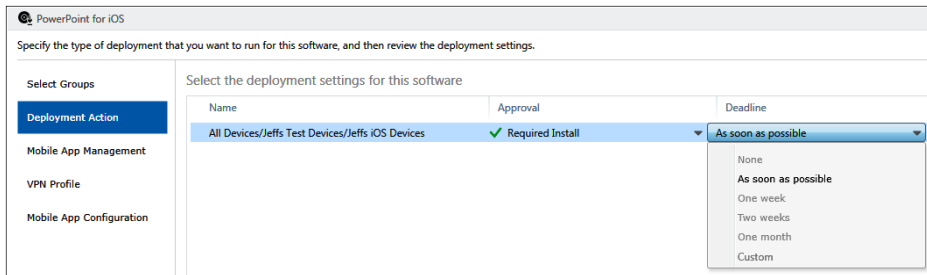 PowerPoint for iOS
Specify the type of deployment that you want to run for this software, and then review the deployment settings.
Select Groups
Deployment Action
Mobile App Management
VPN Profile
Mobile App Configuration
Select the deployment settings for this software
Name Approval Deadline
All Devices/Jeffs Test Devices/Jeffs iOS Devices Required Install As soon as possible
None
As soon as possible
One week
Two weeks
One month
Custom